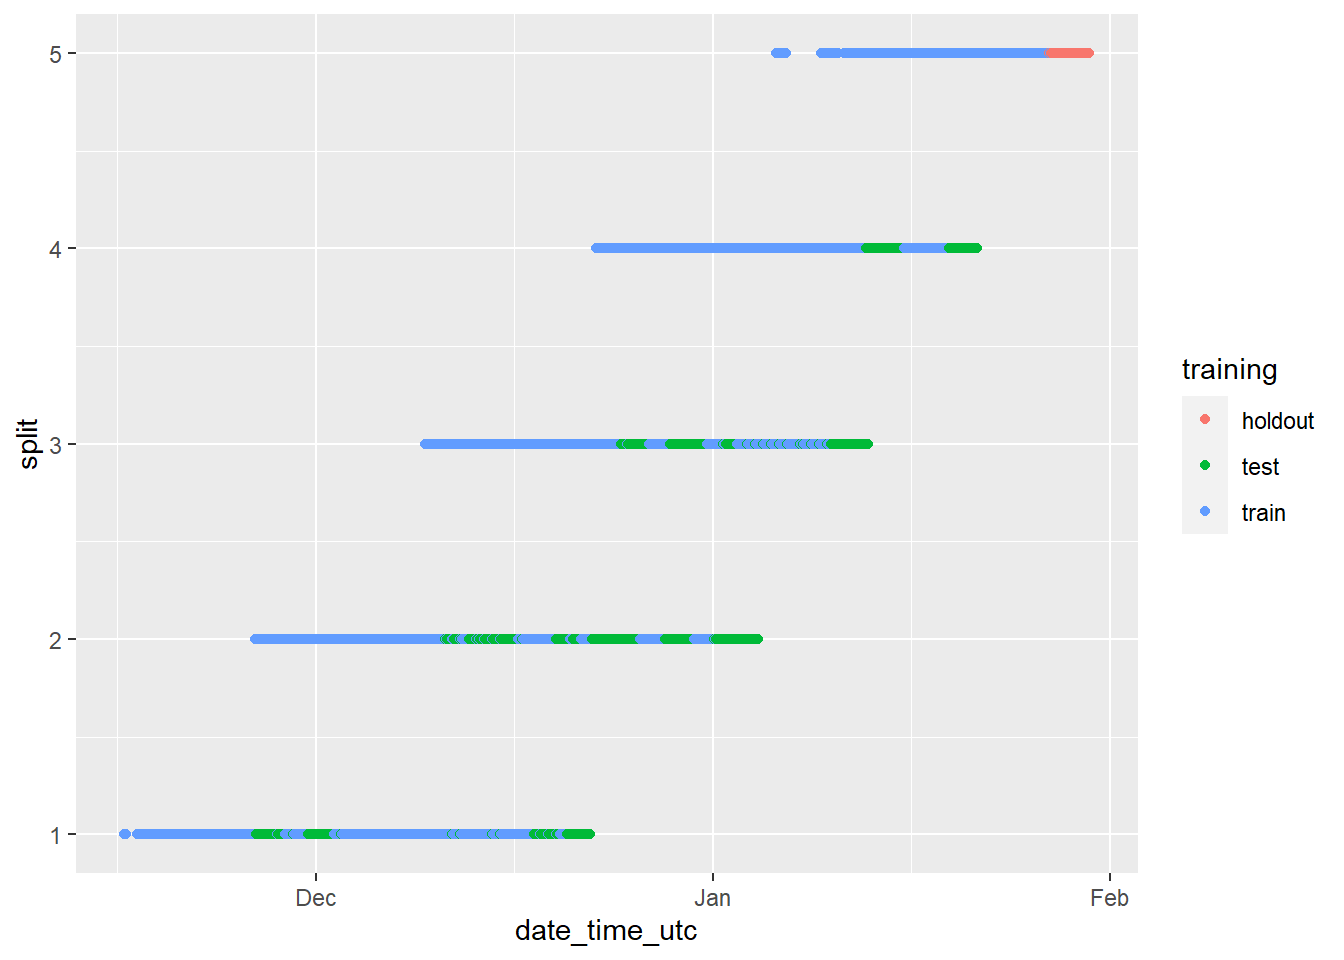 5
4
3
2
1
split
Dec
Jan
Feb
date_time_utc
training
holdout
test
train